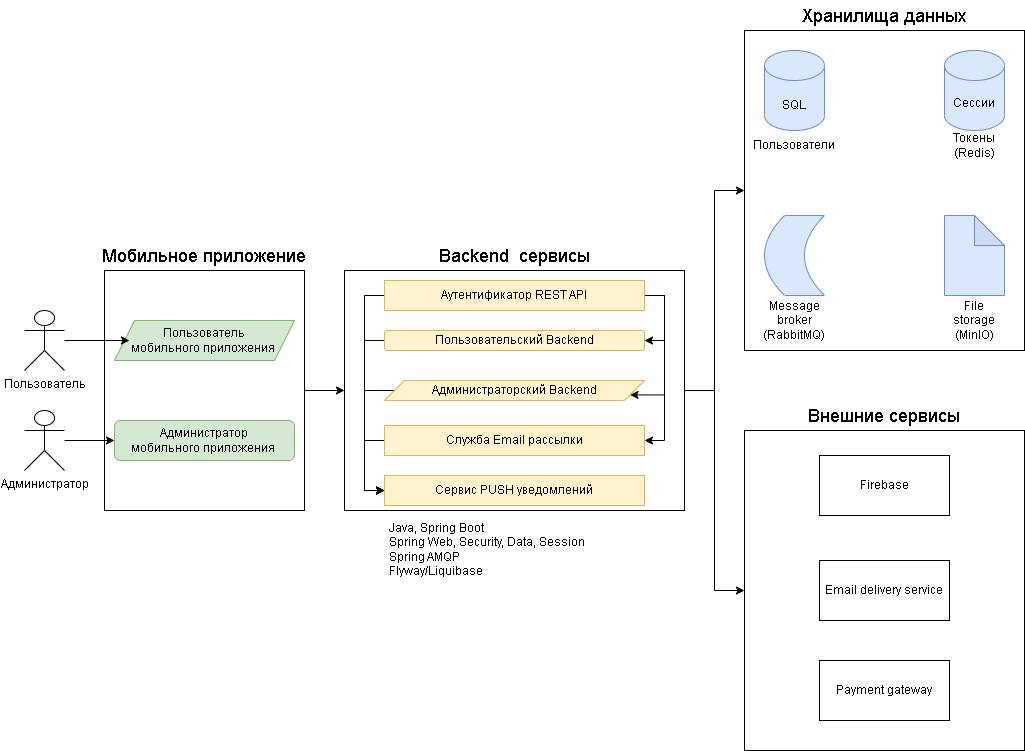 Хранилища данных
SQL
Пользователи
Сессии
Токены
(Redis)
Message
broker
(RabbitMQ)
File
storage
(MinIO)
Мобильное приложение
Пользователь
мобильного приложения
Администратор
мобильного приложения
Пользователь
Администратор
Backend сервисы
Аутентификатор REST API
Пользовательский Backend
Администраторский Backend
Служба Email рассылки
Сервис PUSH уведомлений
Java, Spring Boot
Spring Web, Security, Data, Session
Spring AMQP
Flyway/Liquibase
Внешние сервисы
Firebase
Email delivery service
Payment gateway